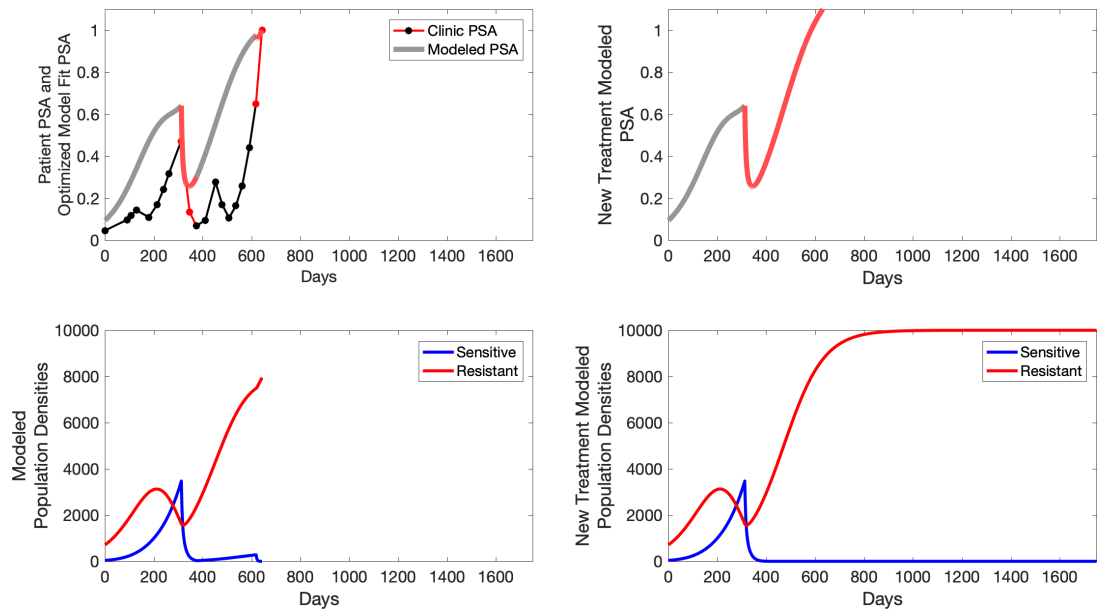 Patient PSA and
Optimized Model Fit PSA
1
0.8
0.6
0.4
0.2
0
Clinic PSA
Modeled PSA
0 200 400 600 800 1000 1200 1400 1600
Days
New Treatment Modeled
PSA
1
0.8
0.6
0.4
0.2
0
0 200 400 600 800 1000 1200 1400 1600
Days
Modeled
Population Densities
10000
8000
6000
4000
2000
0
Sensitive
Resistant
0 200 400 600 800 1000 1200 1400 1600
Days
New Treatment Modeled
Population Densities
10000
8000
6000
4000
2000
0
Sensitive
Resistant
0 200 400 600 800 1000 1200 1400 1600
Days